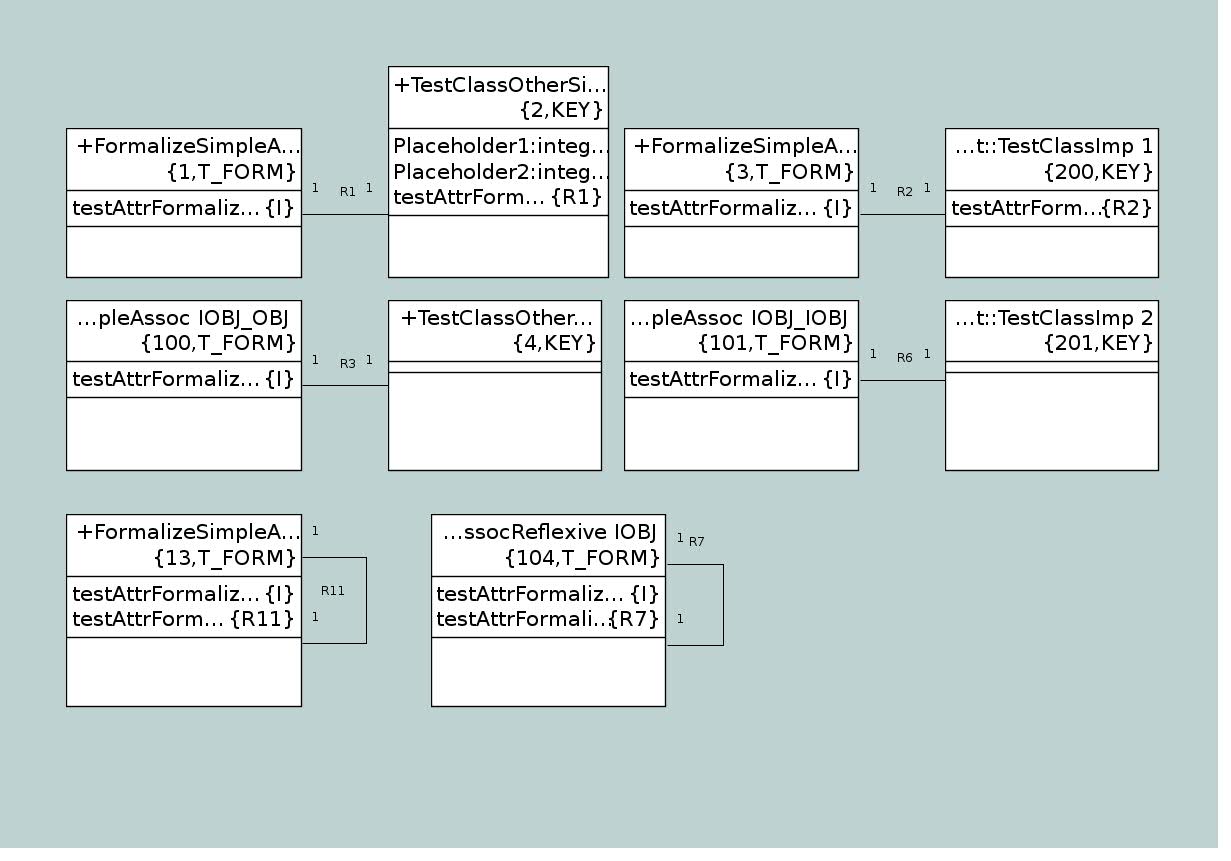 +FormalizeSimpleA...
{1,T_FORM}
testAttrFormaliz... {I}
1 R1 1
+TestClassOtherSi...
{2,KEY}
Placeholder1:integ...
Placeholder2:integ...
testAttrForm... {R1}
+FormalizeSimpleA...
{3,T_FORM}
testAttrFormaliz... {I}
1 R2 1
...t::TestClassImp 1
{200,KEY}
testAttrForm...{R2}
...pleAssoc IOBJ_OBJ
{100,T_FORM}
testAttrFormaliz... {I}
1 R3 1
+TestClassOther...
{4,KEY}
...pleAssoc IOBJ_IOBJ
{101,T_FORM}
testAttrFormaliz... {I}
1 R6 1
...t::TestClassImp 2
{201,KEY}
+FormalizeSimpleA...
{13,T_FORM}
testAttrFormaliz... {I}
testAttrForm... {R11}
1
R11
1
...ssocReflexive IOBJ
{104,T_FORM}
testAttrFormaliz... {I}
testAttrFormali...{R7}
1 R7
1